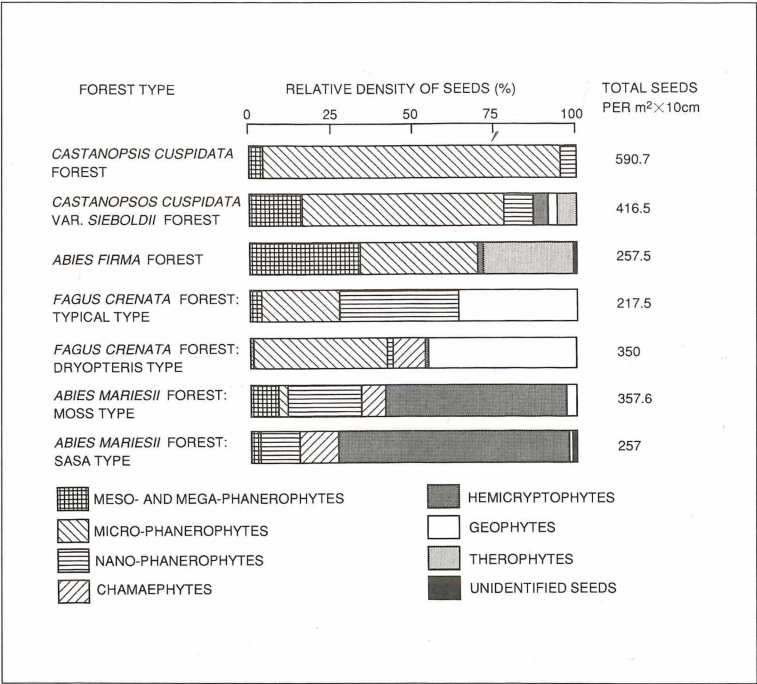 FOREST TYPE
RELATIVE DENSITY OF SEEDS (%)
TOTAL SEEDS
PER m²×10cm
0 25 50 75 100
CASTANOPSIS CUSPIDATA
FOREST
590.7
CASTANOPSOS CUSPIDATA
VAR. SIEBOLDII FOREST
416.5
ABIES FIRMA FOREST
257.5
FAGUS CRENATA FOREST:
TYPICAL TYPE
217.5
FAGUS CRENATA FOREST:
DRYOPTERIS TYPE
350
ABIES MARIESII FOREST:
MOSS TYPE
357.6
ABIES MARIESII FOREST:
SASA TYPE
257
MESO- AND MEGA-PHANEROPHYTES
MICRO-PHANEROPHYTES
NANO-PHANEROPHYTES
CHAMAEPHYTES
HEMICRYPTOPHYTES
GEOPHYTES
THEROPHYTES
UNIDENTIFIED SEEDS